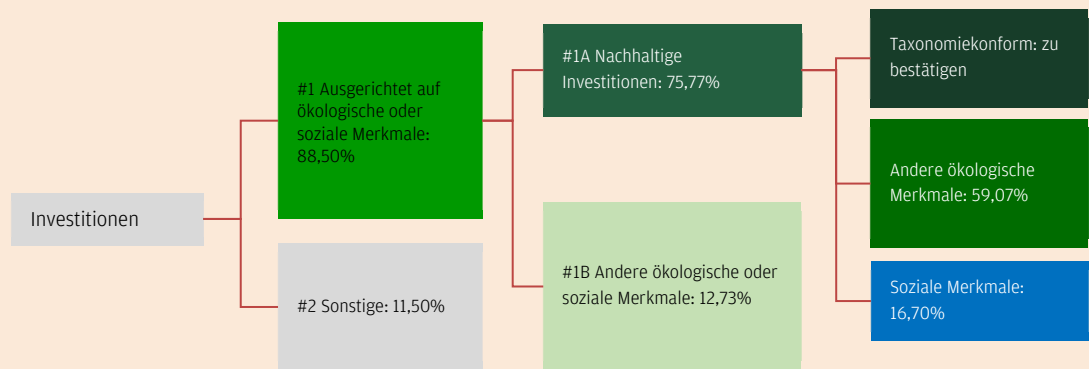 Investitionen
#1 Ausgerichtet auf
ökologische oder
soziale Merkmale:
88,50%
#2 Sonstige: 11,50%
#1A Nachhaltige
Investitionen: 75,77%
#1B Andere ökologische oder
soziale Merkmale: 12,73%
Taxonomiekonform: zu
bestätigen
Andere ökologische
Merkmale: 59,07%
Soziale Merkmale:
16,70%